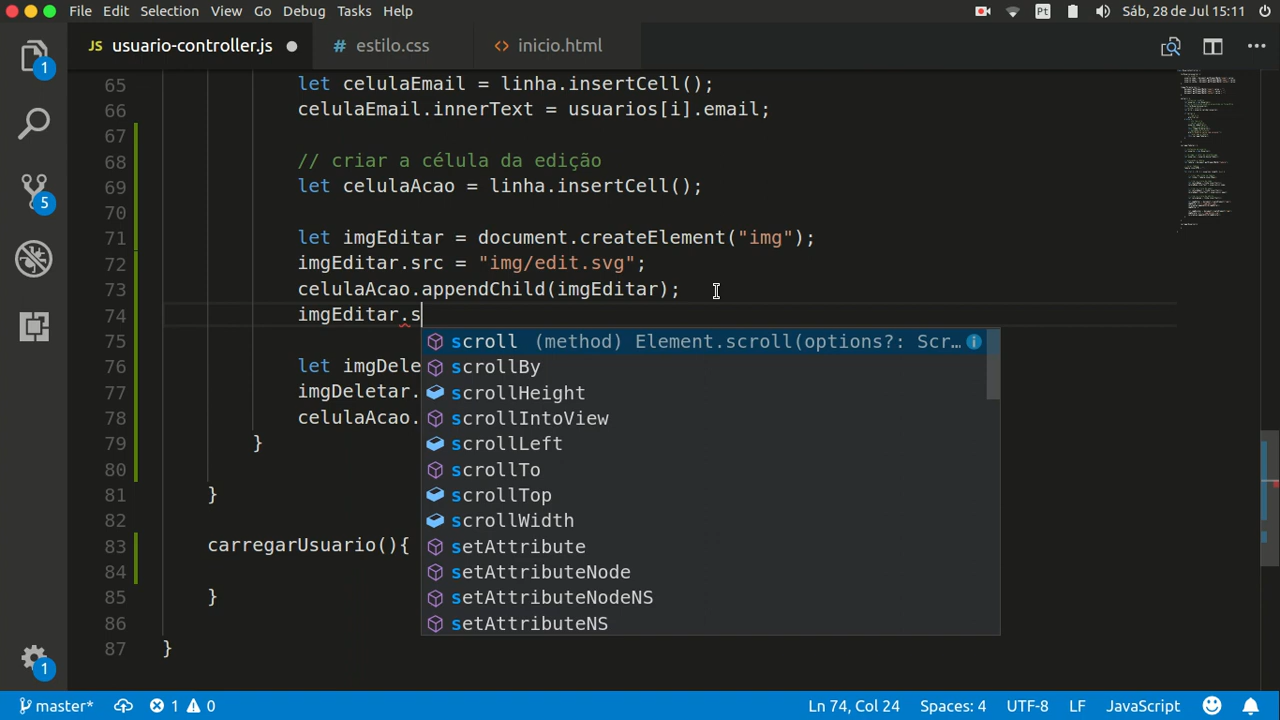 File Edit Selection View Go Debug Tasks Help
Pt Sáb, 28 de Jul 15:11
JS usuario-controller.js # estilo.css <> inicio.html
1
5
1
65 let celulaEmail = linha.insertCell();
66 celulaEmail.innerText = usuarios[i].email;
67
68 // criar a célula da edição
69 let celulaAcao = linha.insertCell();
70
71 let imgEditar = document.createElement("img");
72 imgEditar.src = "img/edit.svg";
73 celulaAcao.appendChild(imgEditar);
74 imgEditar.s
75 scroll (method) Element.scroll(options?: Scr…
76 let imgDele scrollBy
77 imgDeletar. scrollHeight
78 celulaAcao. scrollIntoView
79 } scrollLeft
80 scrollTo
81 } scrollTop
82 scrollWidth
83 carregarUsuario(){ setAttribute
84 setAttributeNode
85 } setAttributeNodeNS
86 setAttributeNS
87 }
master* 1 0 Ln 74, Col 24 Spaces: 4 UTF-8 LF JavaScript